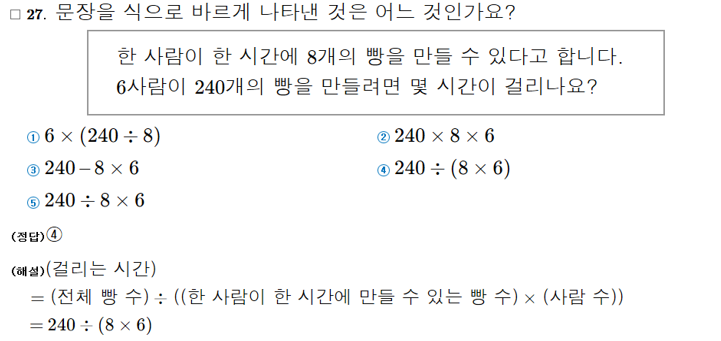 □ 27. 문장을 식으로 바르게 나타낸 것은 어느 것인가요?
한 사람이 한 시간에 8개의 빵을 만들 수 있다고 합니다.
6사람이 240개의 빵을 만들려면 몇 시간이 걸리나요?
① 6 × (240 ÷ 8) ② 240 × 8 × 6
③ 240 − 8 × 6 ④ 240 ÷ (8 × 6)
⑤ 240 ÷ 8 × 6
(정답)④
(해설)(걸리는 시간)
= (전체 빵 수) ÷ ((한 사람이 한 시간에 만들 수 있는 빵 수) × (사람 수))
= 240 ÷ (8 × 6)